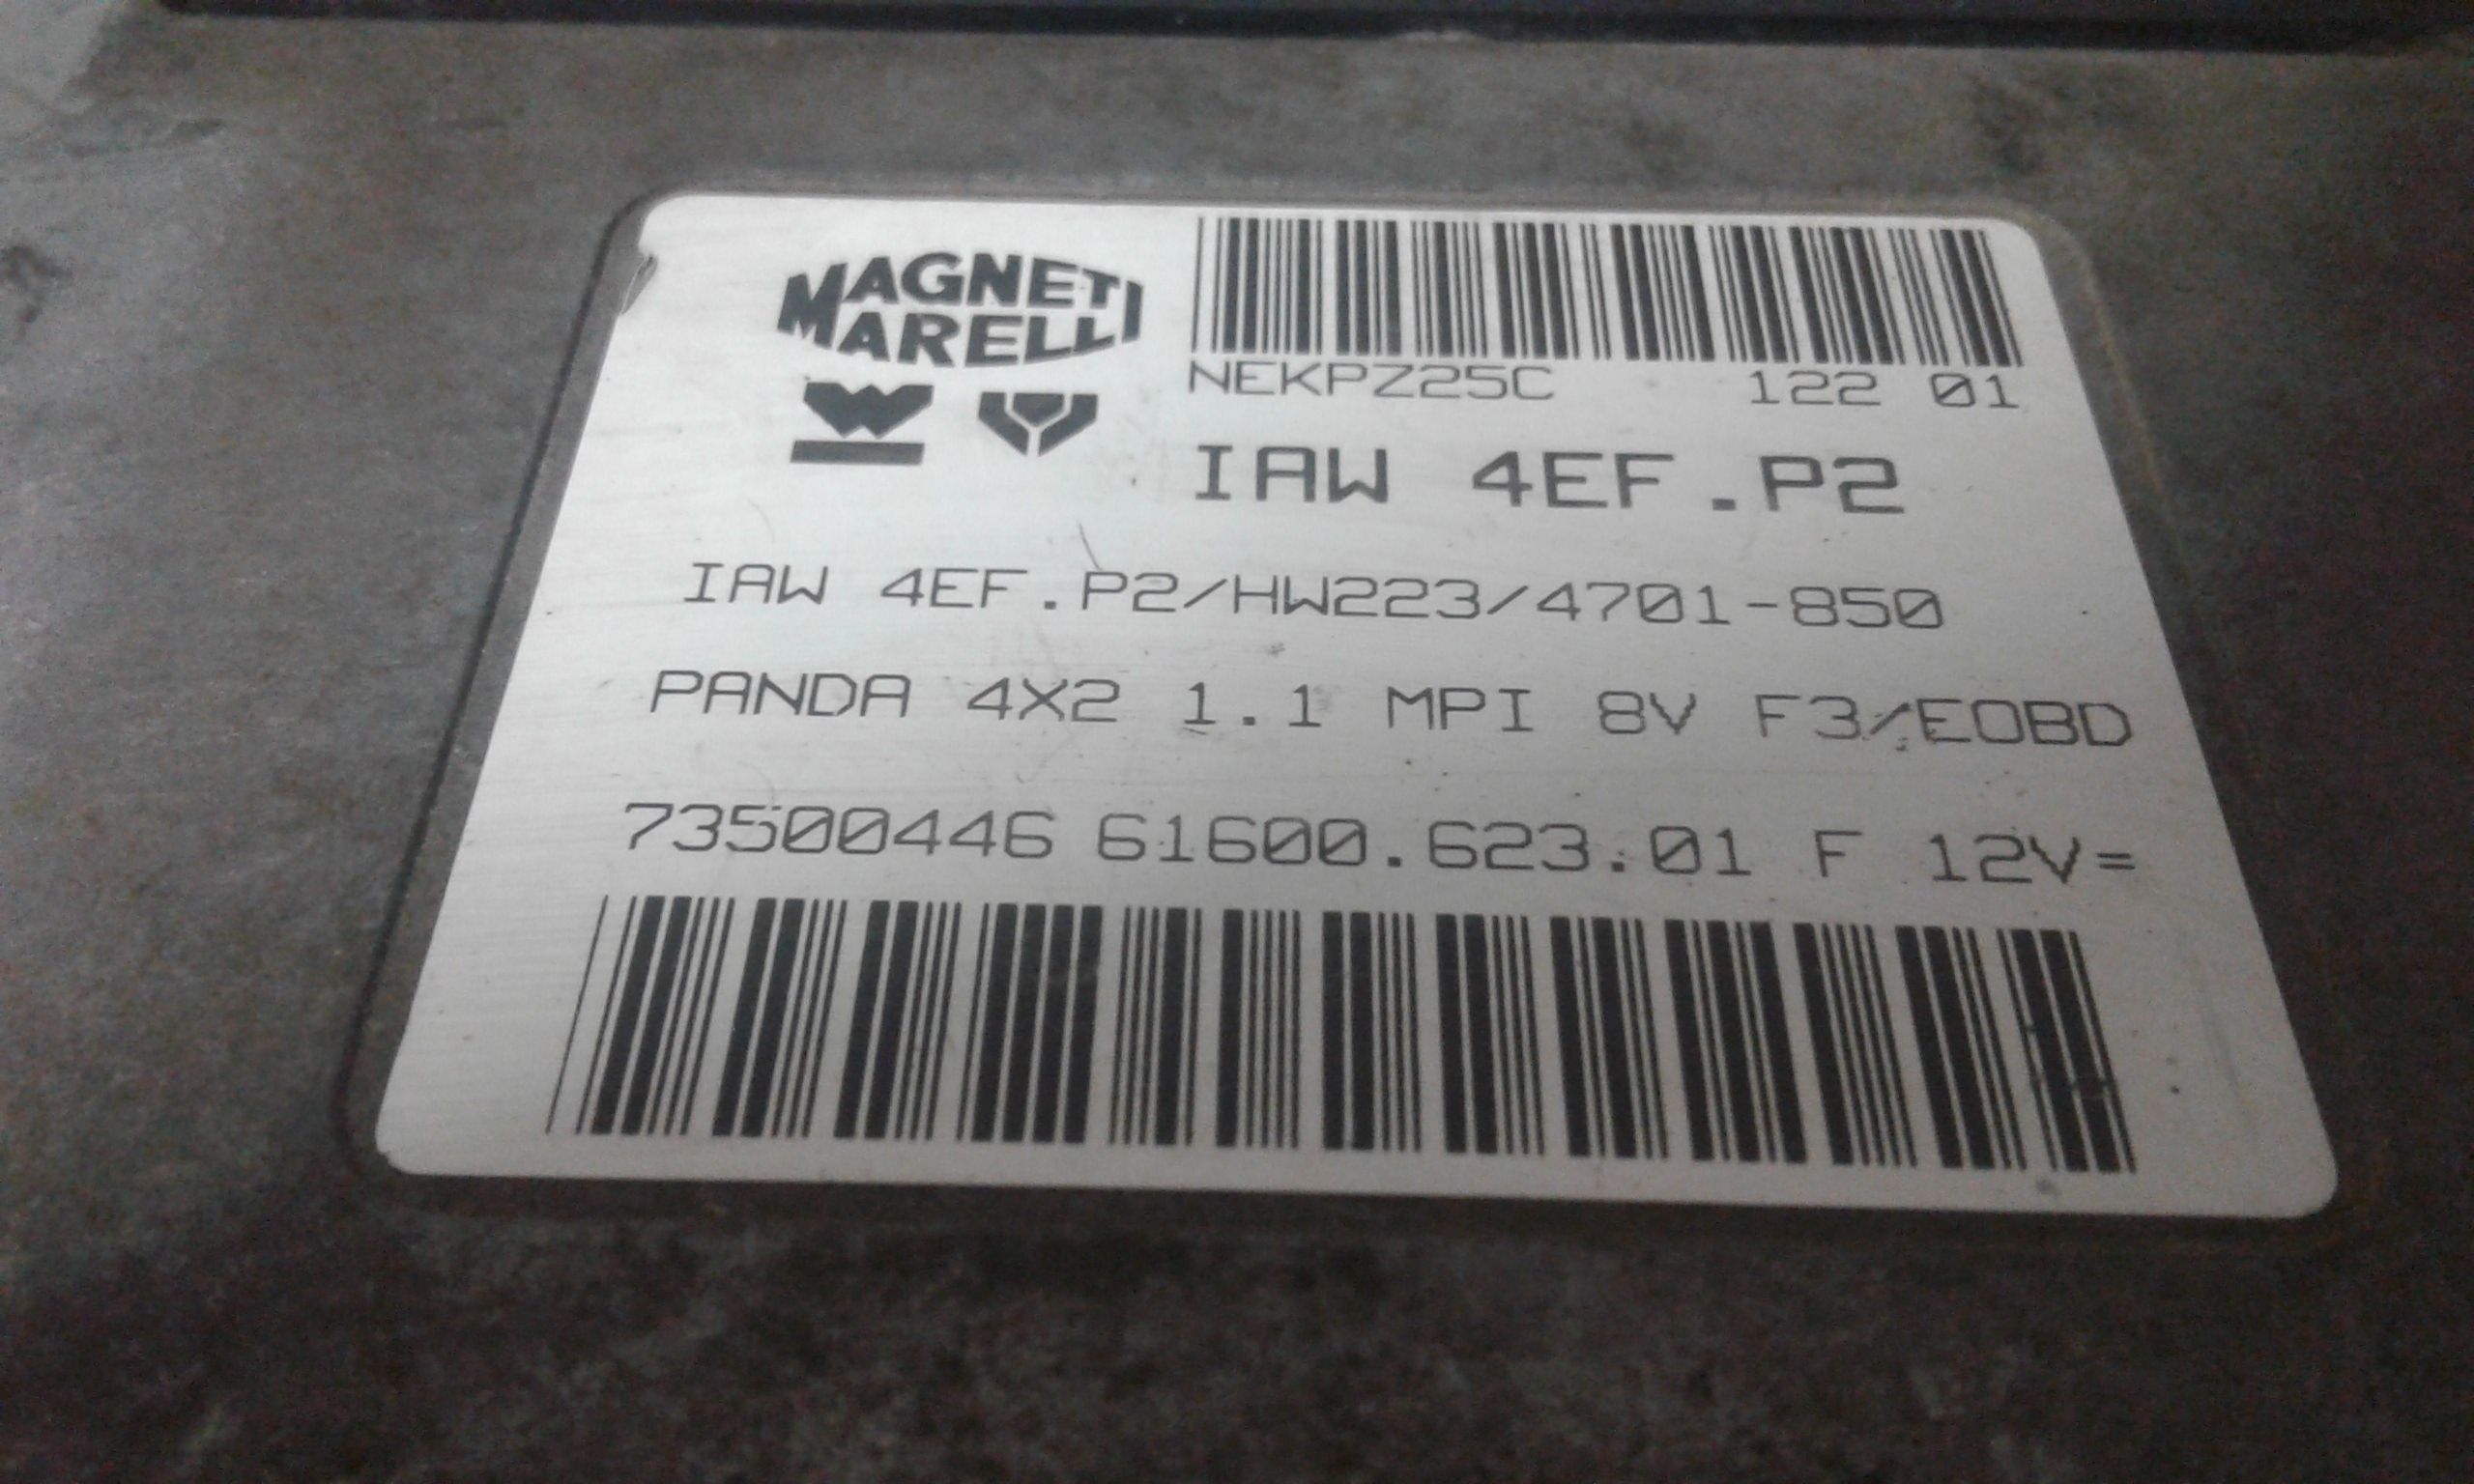 MAGNETI
MARELLI
NEKPZ25C 122 01
IAW 4EF.P2
IAW 4EF.P2/HW223/4701-850
PANDA 4X2 1.1 MPI 8V F3/EOBD
73500446 61600.623.01 F 12V=